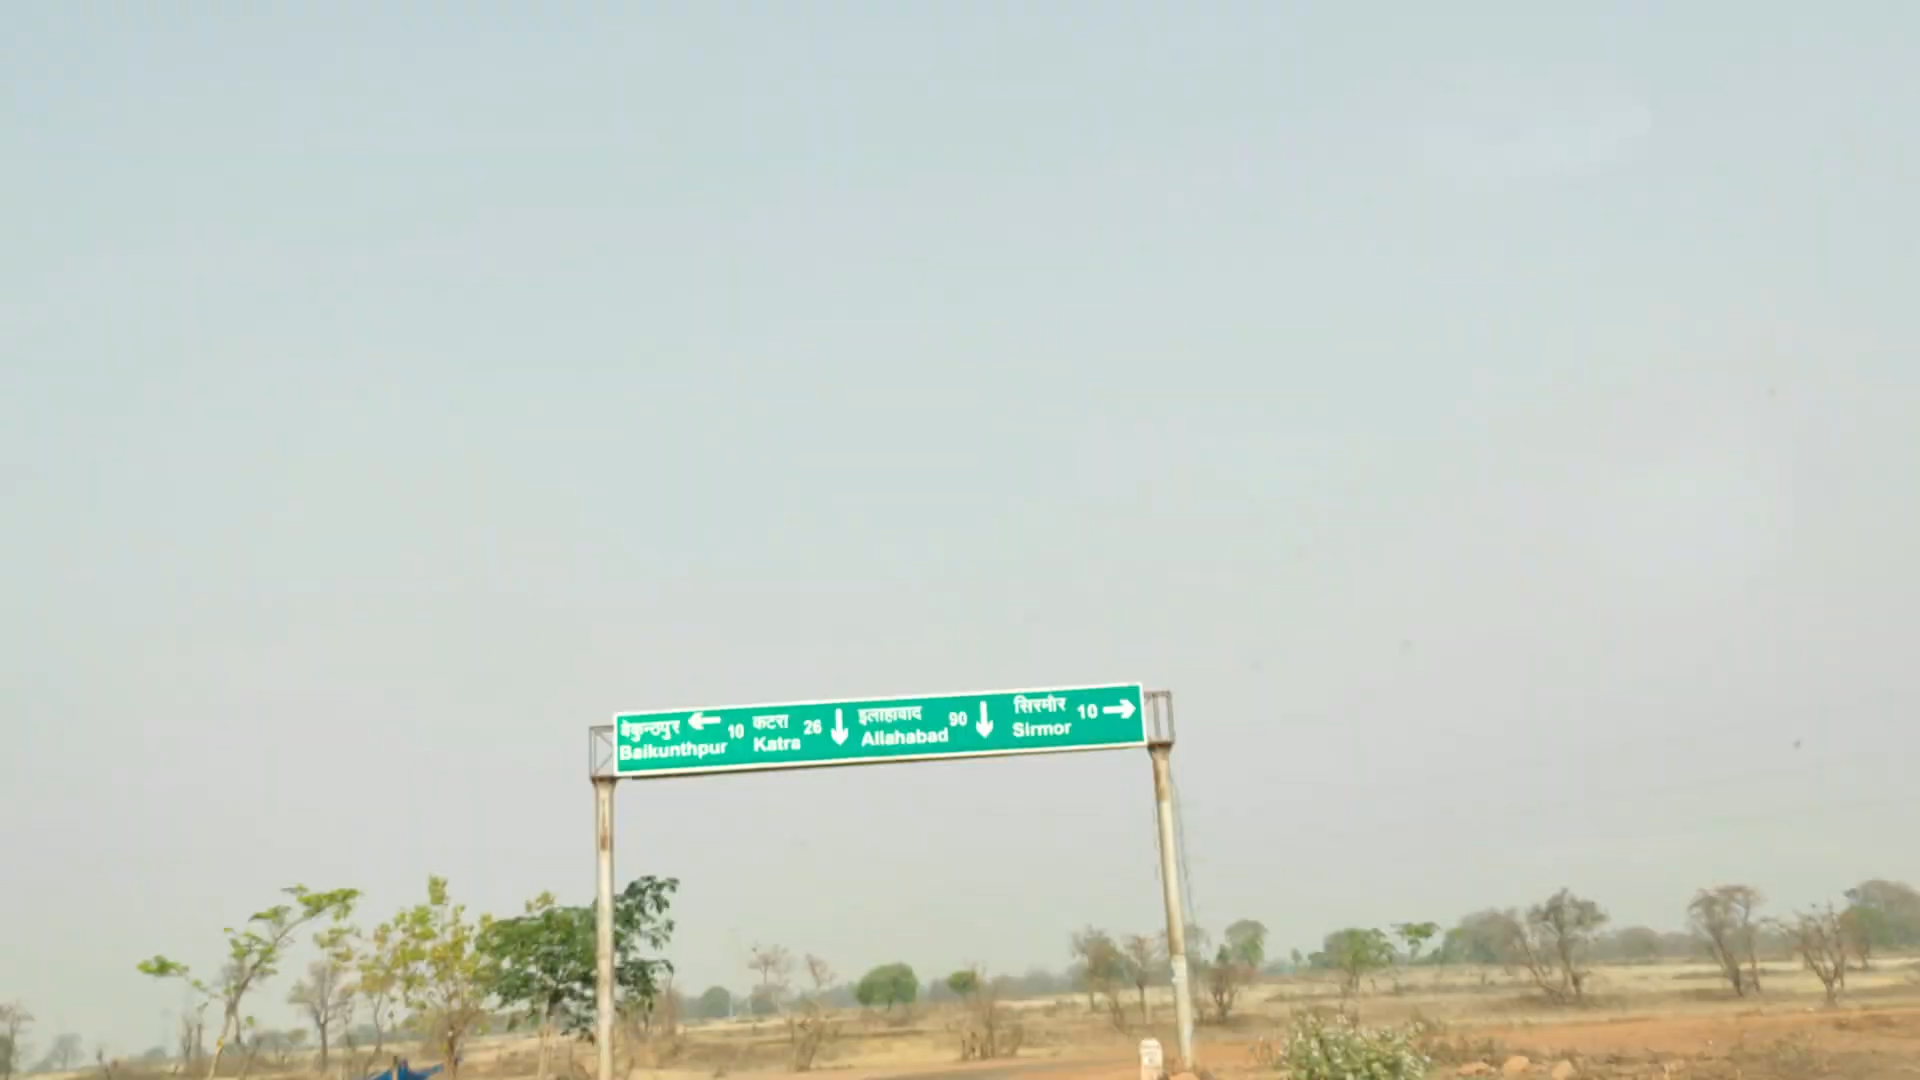 बैकुन्ठपुर ← 10
Baikunthpur
कटरा 26 ↓
Katra
इलाहाबाद 90 ↓
Allahabad
सिरमौर 10 →
Sirmor